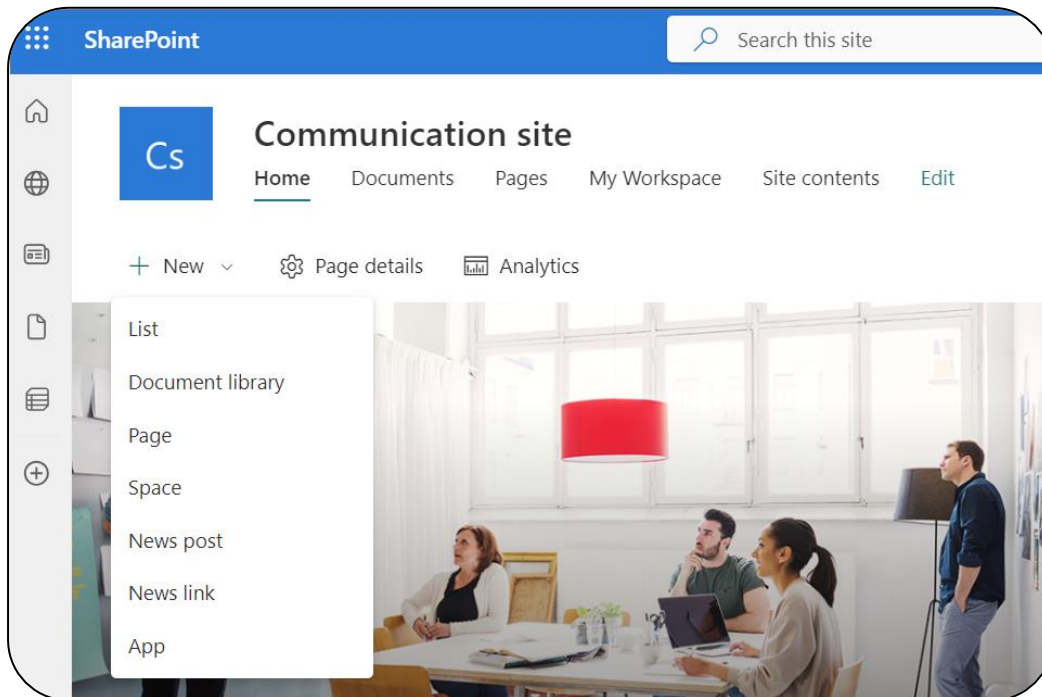 SharePoint Search this site
Cs
Communication site
Home Documents Pages My Workspace Site contents Edit
+ New Page details Analytics
List
Document library
Page
Space
News post
News link
App